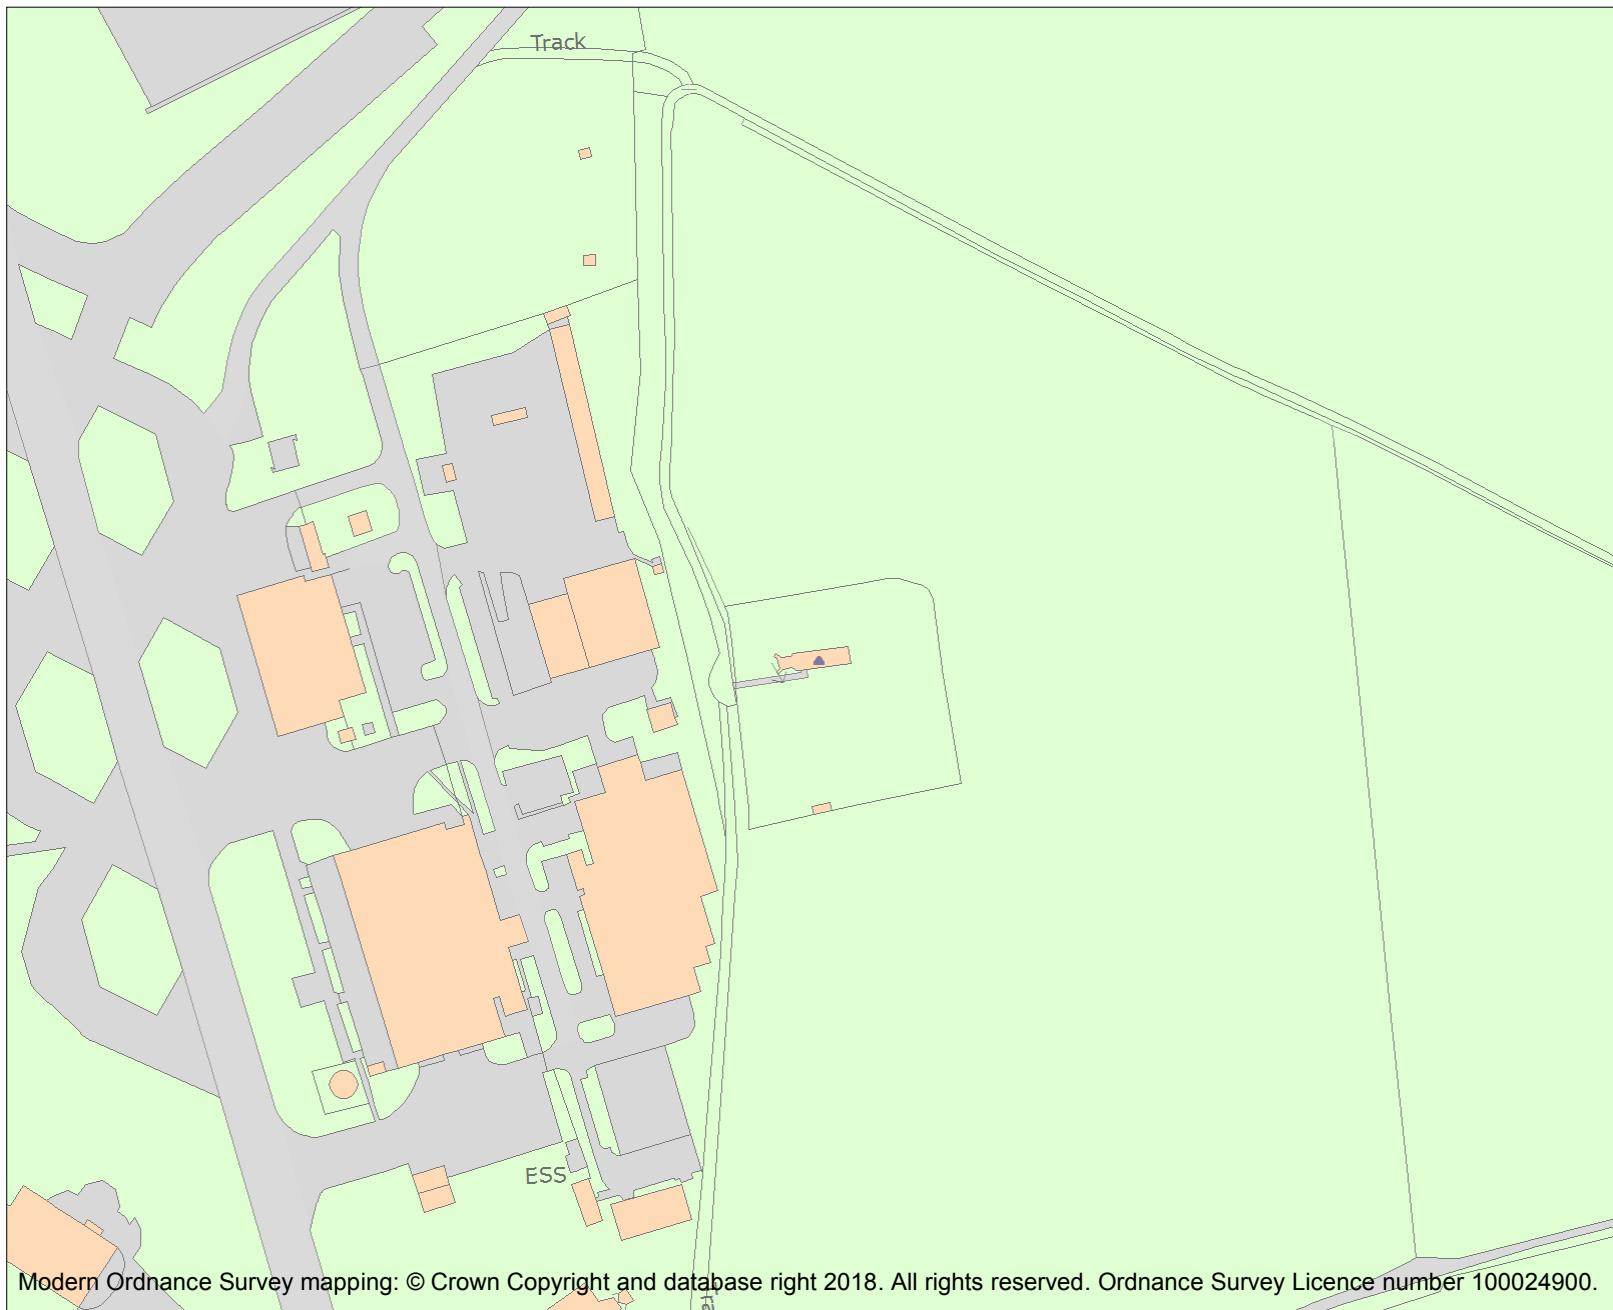 Track
ESS
Modern Ordnance Survey mapping: © Crown Copyright and database right 2018. All rights reserved. Ordnance Survey Licence number 100024900.